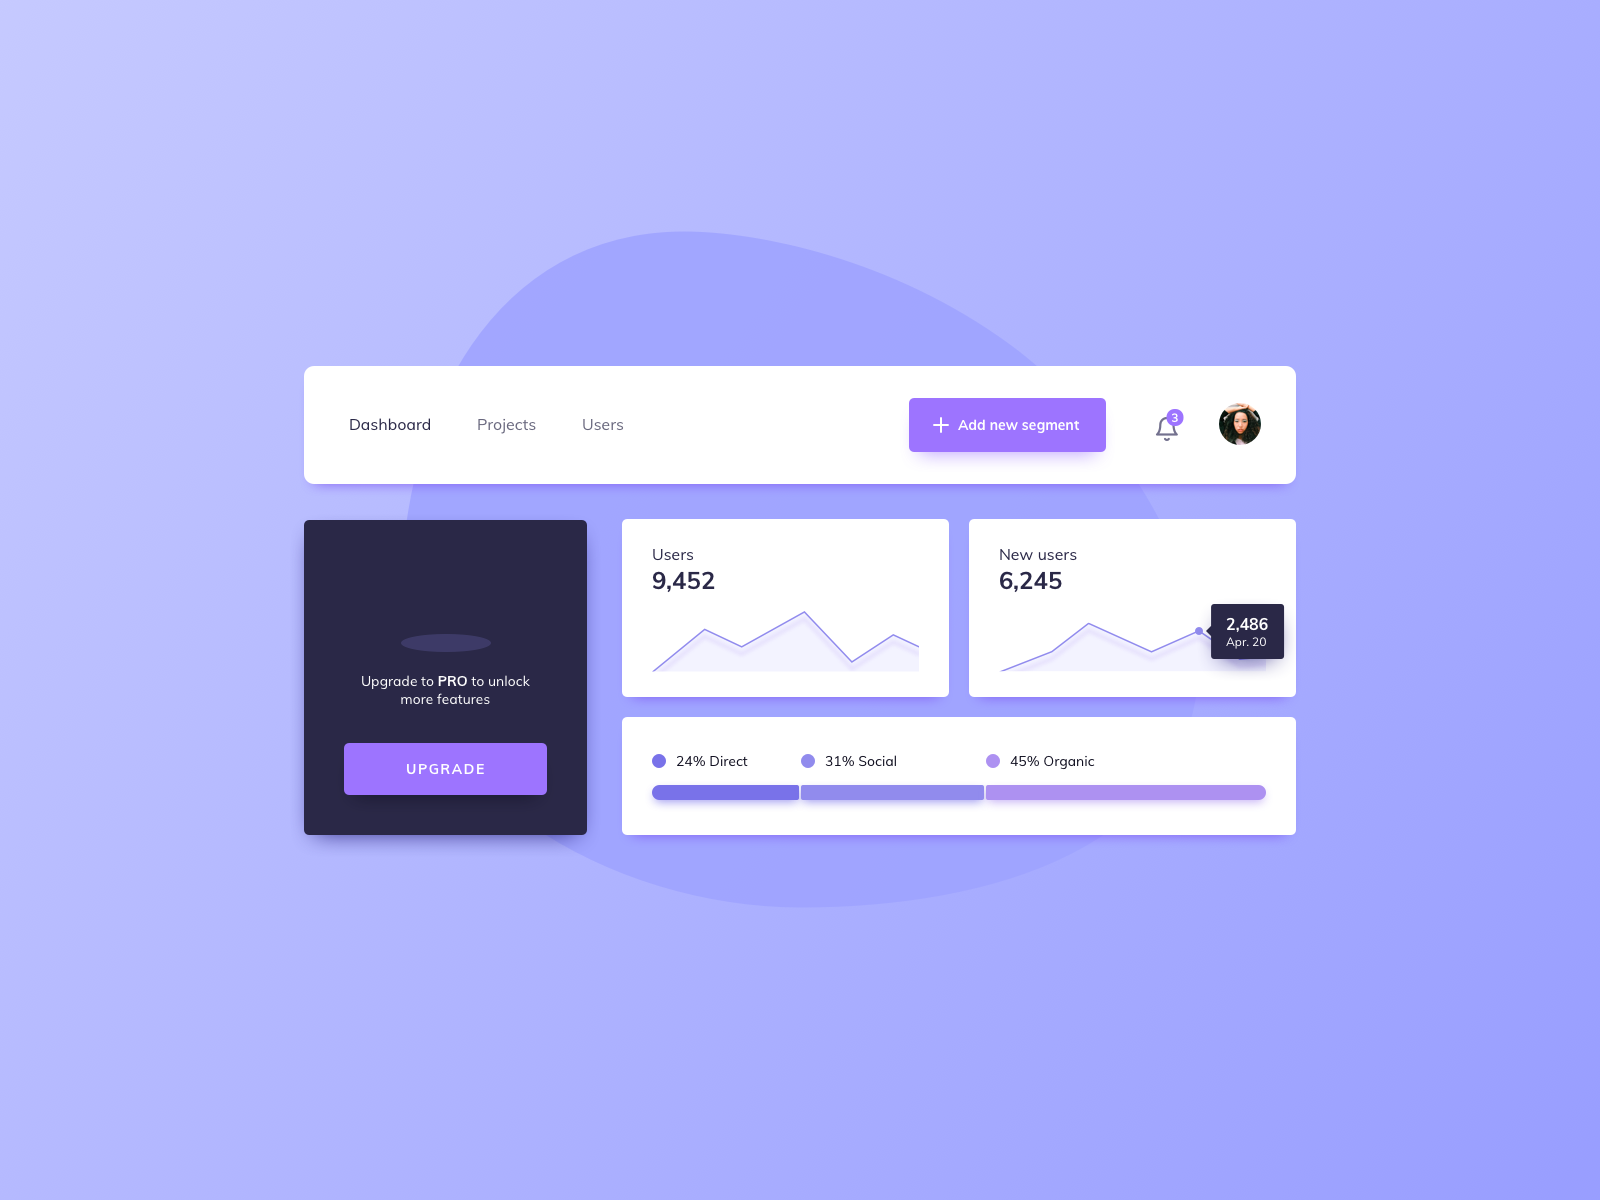 Dashboard
Projects
Users
Add new segment
3
Upgrade to PRO to unlock
more features
UPGRADE
Users
9,452
New users
6,245
2,486
Apr. 20
24% Direct
31% Social
45% Organic